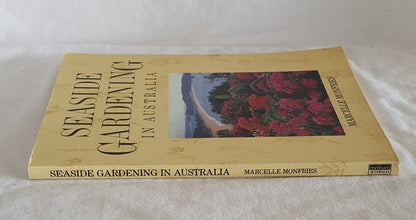 SEASIDE
GARDENING
IN AUSTRALIA
MARCELLE MONFRIES
SEASIDE GARDENING IN AUSTRALIA MARCELLE MONFRIES